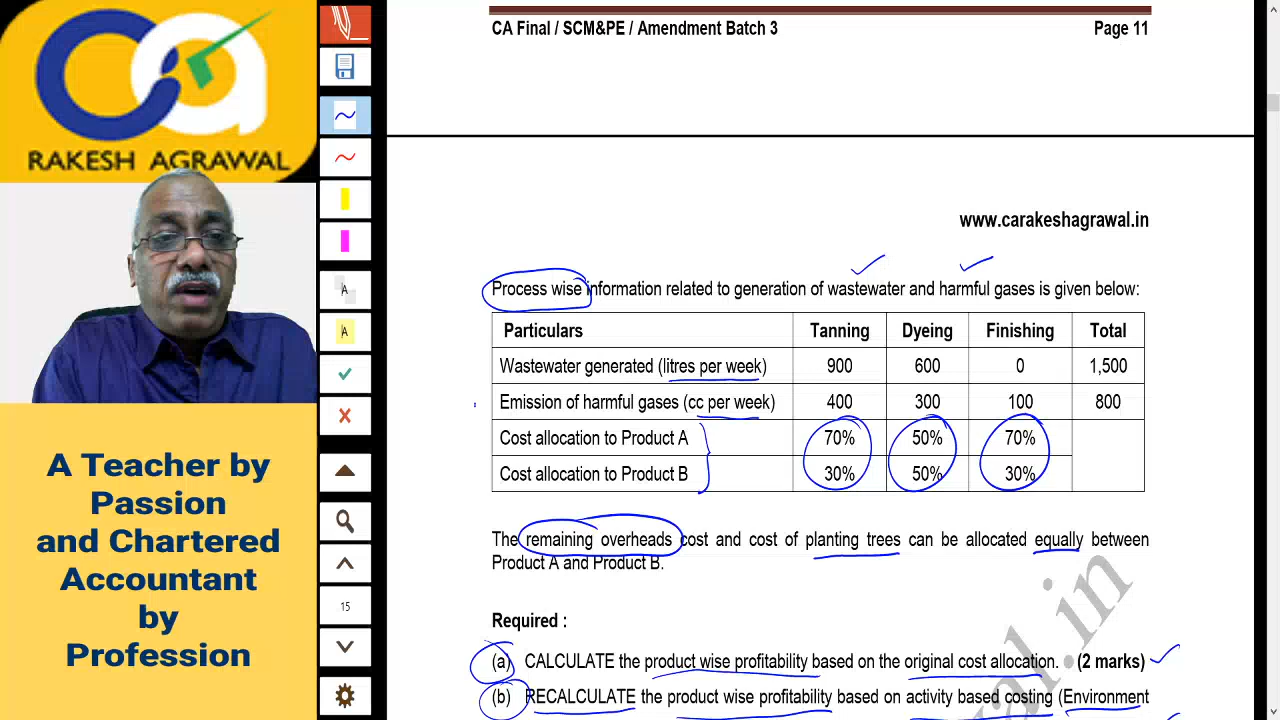 CA Final / SCM&PE / Amendment Batch 3 Page 11
RAKESH AGRAWAL
www.carakeshagrawal.in
Process wise information related to generation of wastewater and harmful gases is given below:
Particulars Tanning Dyeing Finishing Total
Wastewater generated (litres per week) 900 600 0 1,500
Emission of harmful gases (cc per week) 400 300 100 800
Cost allocation to Product A 70% 50% 70%
Cost allocation to Product B 30% 50% 30%
The remaining overheads cost and cost of planting trees can be allocated equally between
Product A and Product B.
Required :
(a) CALCULATE the product wise profitability based on the original cost allocation. (2 marks)
(b) RECALCULATE the product wise profitability based on activity based costing (Environment
A Teacher by
Passion
and Chartered
Accountant
by
Profession
A
A
15
al.in